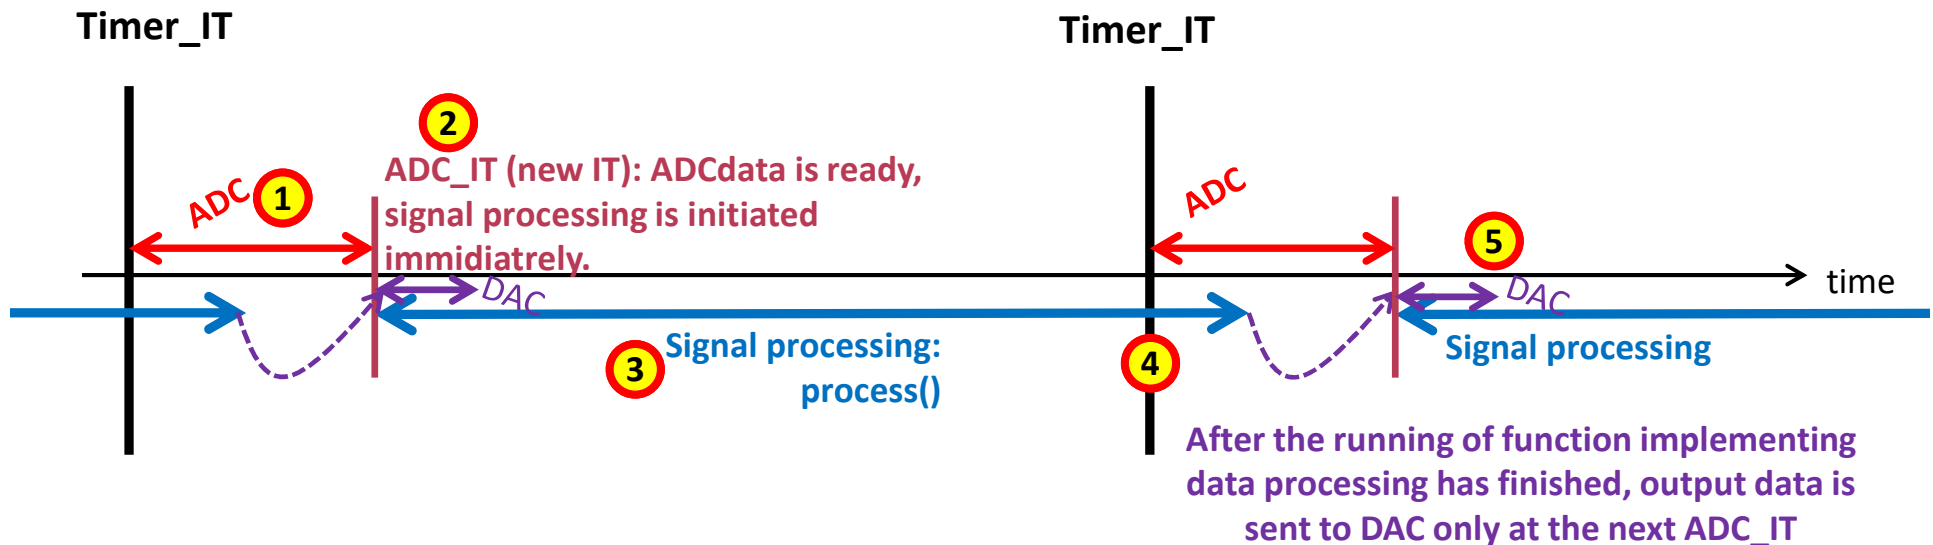 Timer_IT
Timer_IT
2
ADC_IT (new IT): ADCdata is ready,
signal processing is initiated
immidiatrely.
ADC
1
ADC
5
DAC
DAC
time
3
Signal processing:
process()
4
Signal processing
After the running of function implementing
data processing has finished, output data is
sent to DAC only at the next ADC_IT